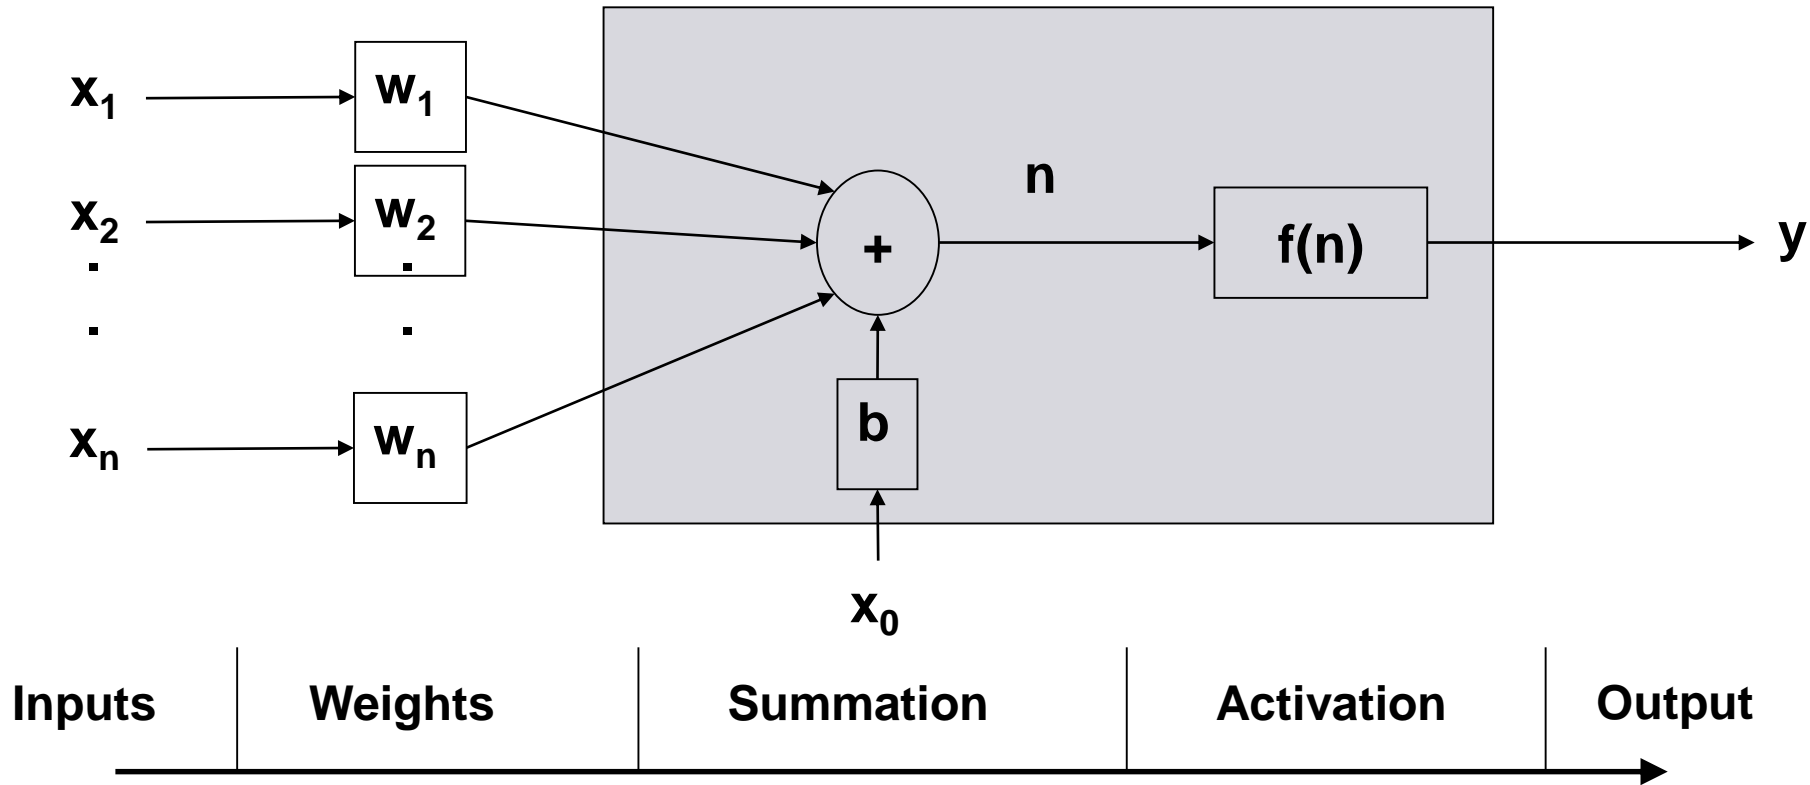 x₁ w₁
n
x₂ w₂ + f(n) y
. .
. .
xₙ wₙ b
x₀
Inputs Weights Summation Activation Output